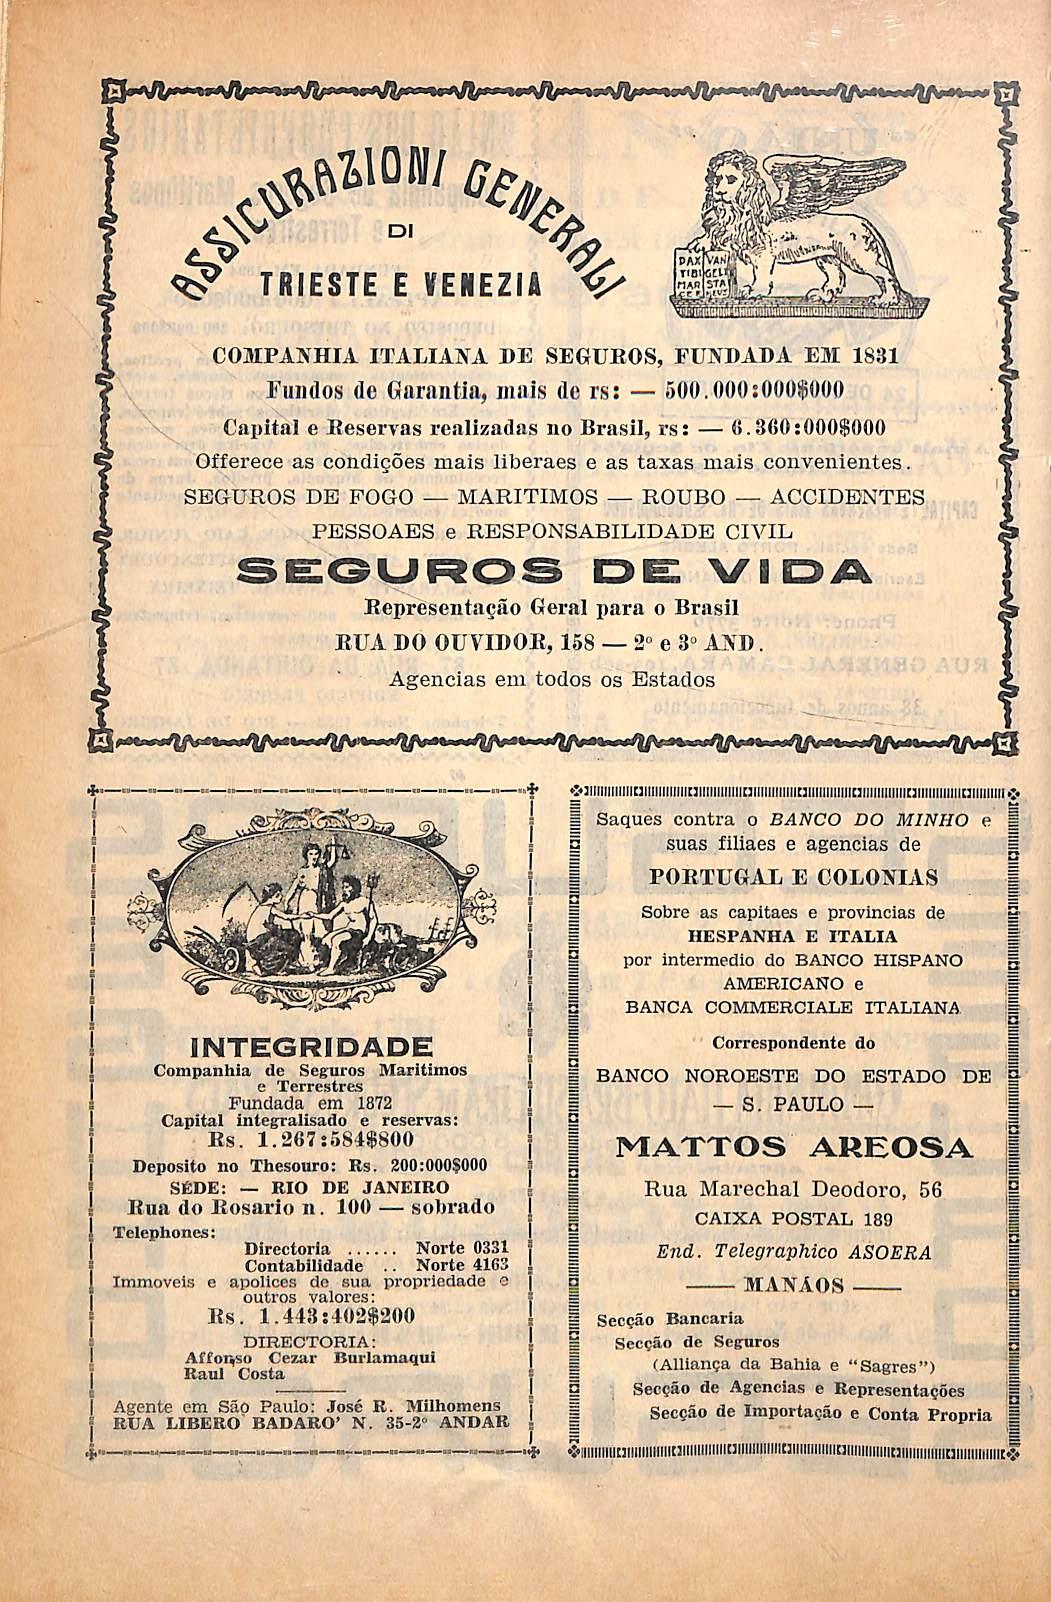 ASSICURAZIONI GENERALI
DI
TRIESTE E VENEZIA
PAX VAN
TIBI GELI
MAR STA
COMPANHIA ITALIANA DE SEGUROS, FUNDADA EM 1831
Fundos de Garantia, mais de rs: — 500.000:000$000
Capital e Reservas realizadas no Brasil, rs: — 6.360:000$000
Offerece as condições mais liberaes e as taxas mais convenientes.
SEGUROS DE FOGO — MARITIMOS — ROUBO — ACCIDENTES
PESSOAES e RESPONSABILIDADE CIVIL
SEGUROS DE VIDA
Representação Geral para o Brasil
RUA DO OUVIDOR, 158 — 2º e 3º AND.
Agencias em todos os Estados
INTEGRIDADE
Companhia de Seguros Maritimos
e Terrestres
Fundada em 1872
Capital integralisado e reservas:
Rs. 1.267:584$800
Deposito no Thesouro: Rs. 200:000$000
SÉDE: — RIO DE JANEIRO
Rua do Rosario n. 100 — sobrado
Telephones:
Directoria ...... Norte 0331
Contabilidade .. Norte 4163
Immoveis e apolices de sua propriedade e
outros valores:
Rs. 1.443:402$200
DIRECTORIA:
Affonso Cezar Burlamaqui
Raul Costa
Agente em São Paulo: José R. Milhomens
RUA LIBERO BADARO' N. 35-2º ANDAR
Saques contra o BANCO DO MINHO e
suas filiaes e agencias de
PORTUGAL E COLONIAS
Sobre as capitaes e provincias de
HESPANHA E ITALIA
por intermedio do BANCO HISPANO
AMERICAÑO e
BANCA COMMERCIALE ITALIANA
Correspondente do
BANCO NOROESTE DO ESTADO DE
— S. PAULO —
MATTOS AREOSA
Rua Marechal Deodoro, 56
CAIXA POSTAL 189
End. Telegraphico ASOERA
— MANÁOS —
Secção Bancaria
Secção de Seguros
(Alliança da Bahia e "Sagres")
Secção de Agencias e Representações
Secção de Importação e Conta Propria